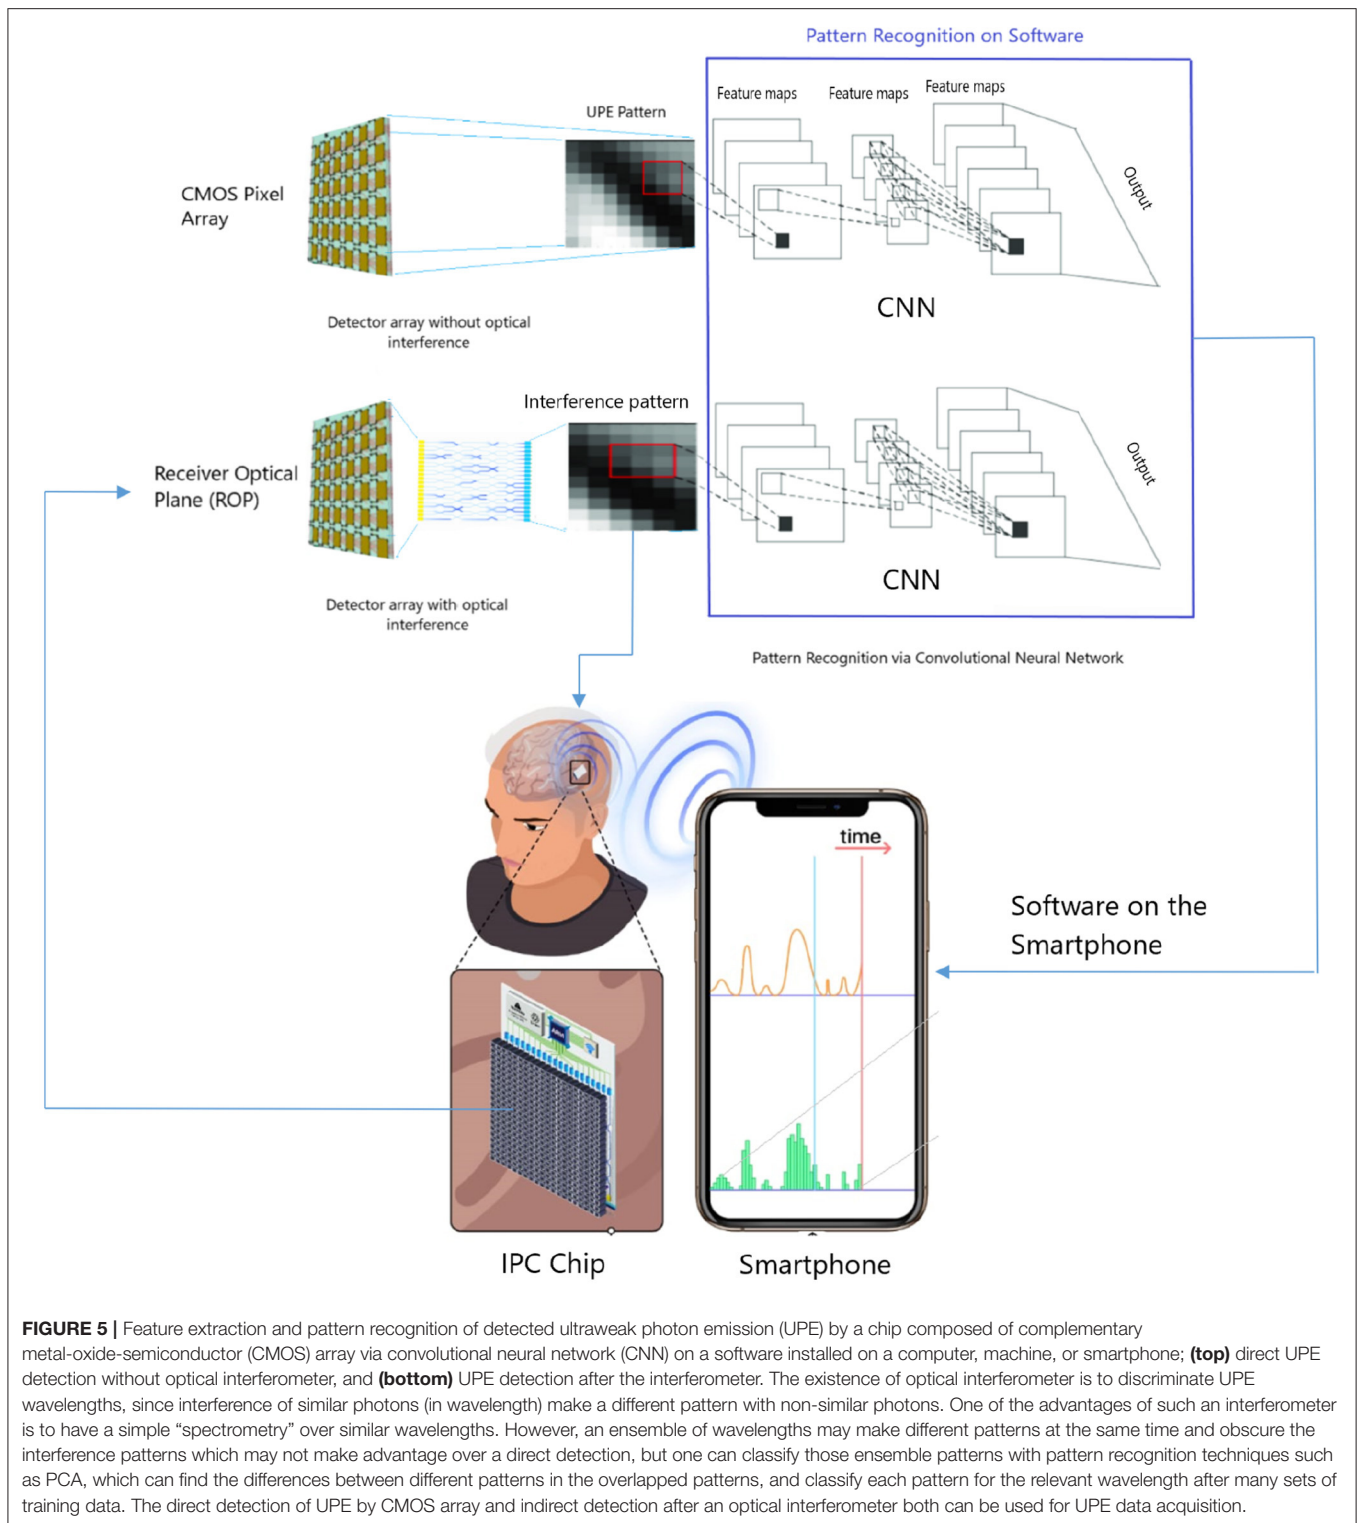 Pattern Recognition on Software
Feature maps
Feature maps
Feature maps
UPE Pattern
Output
CMOS Pixel
Array
CNN
Detector array without optical
interference
Interference pattern
Output
Receiver Optical
Plane (ROP)
CNN
Detector array with optical
interference
Pattern Recognition via Convolutional Neural Network
time
Software on the
Smartphone
IPC Chip
Smartphone
FIGURE 5 | Feature extraction and pattern recognition of detected ultraweak photon emission (UPE) by a chip composed of complementary
metal-oxide-semiconductor (CMOS) array via convolutional neural network (CNN) on a software installed on a computer, machine, or smartphone; (top) direct UPE
detection without optical interferometer, and (bottom) UPE detection after the interferometer. The existence of optical interferometer is to discriminate UPE
wavelengths, since interference of similar photons (in wavelength) make a different pattern with non-similar photons. One of the advantages of such an interferometer
is to have a simple “spectrometry” over similar wavelengths. However, an ensemble of wavelengths may make different patterns at the same time and obscure the
interference patterns which may not make advantage over a direct detection, but one can classify those ensemble patterns with pattern recognition techniques such
as PCA, which can find the differences between different patterns in the overlapped patterns, and classify each pattern for the relevant wavelength after many sets of
training data. The direct detection of UPE by CMOS array and indirect detection after an optical interferometer both can be used for UPE data acquisition.